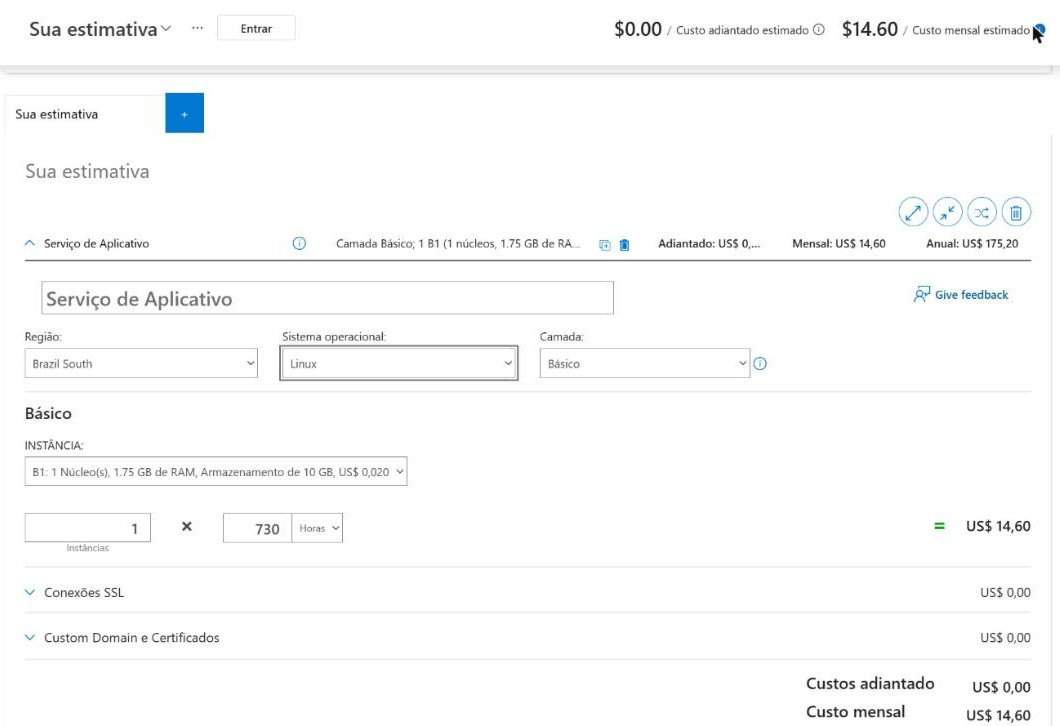 Sua estimativa ... Entrar $0.00 / Custo adiantado estimado $14.60 / Custo mensal estimado
Sua estimativa +
Sua estimativa
Serviço de Aplicativo Camada Básico; 1 B1 (1 núcleos, 1.75 GB de RA... Adiantado: US$ 0,... Mensal: US$ 14,60 Anual: US$ 175,20
Serviço de Aplicativo Give feedback
Região: Sistema operacional: Camada:
Brazil South Linux Básico
Básico
INSTÂNCIA:
B1: 1 Núcleo(s), 1.75 GB de RAM, Armazenamento de 10 GB, US$ 0,020
1 × 730 Horas = US$ 14,60
Instâncias
Conexões SSL US$ 0,00
Custom Domain e Certificados US$ 0,00
Custos adiantado US$ 0,00
Custo mensal US$ 14,60